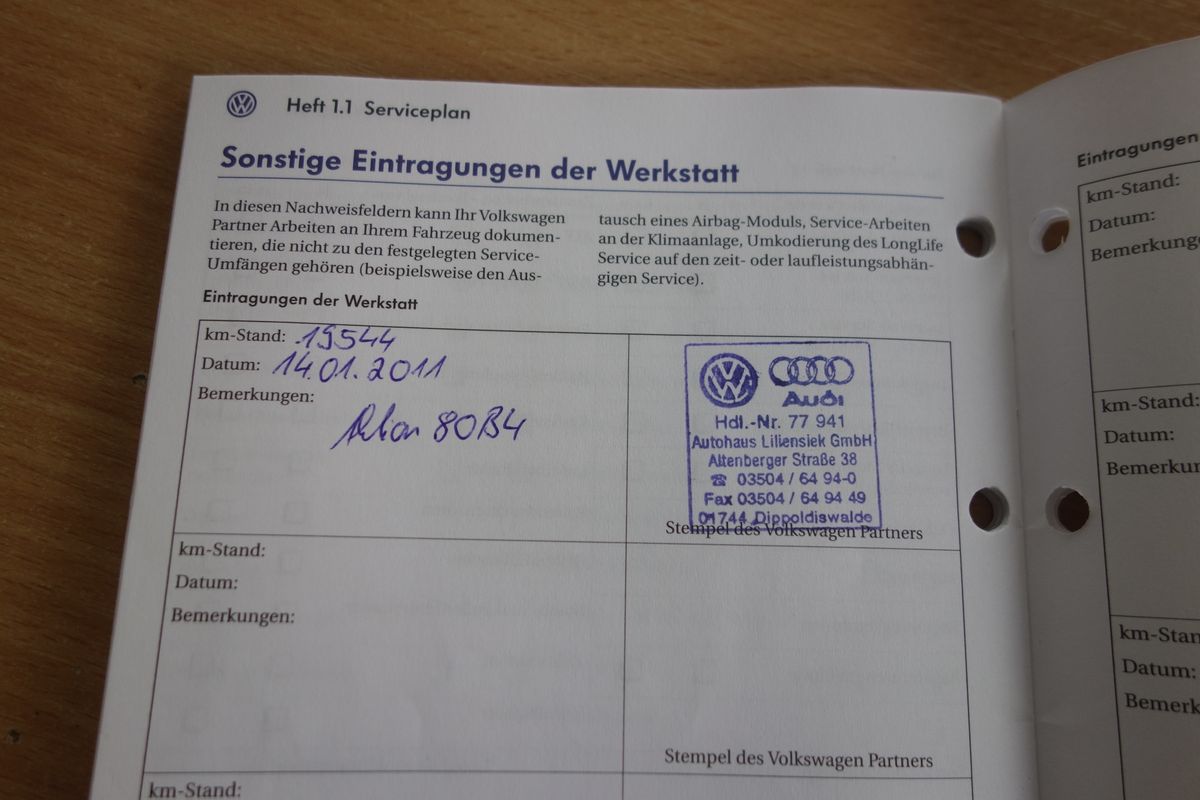 Heft 1.1 Serviceplan
Sonstige Eintragungen der Werkstatt
In diesen Nachweisfeldern kann Ihr Volkswagen
Partner Arbeiten an Ihrem Fahrzeug dokumen-
tieren, die nicht zu den festgelegten Service-
Umfängen gehören (beispielsweise den Aus-
tausch eines Airbag-Moduls, Service-Arbeiten
an der Klimaanlage, Umkodierung des LongLife
Service auf den zeit- oder laufleistungsabhän-
gigen Service).
Eintragungen der Werkstatt
km-Stand: 19544
Datum: 14.01.2011
Bemerkungen:
80B4
Audi
Hdl.-Nr. 77 941
Autohaus Liliensiek GmbH
Altenberger Straße 38
☎ 03504 / 64 94-0
Fax 03504 / 64 94 49
01744 Dippoldiswalde
Stempel des Volkswagen Partners
km-Stand:
Datum:
Bemerkungen:
Stempel des Volkswagen Partners
km-Stand:
Eintragungen
km-Stand:
Datum:
Bemerkung
km-Stand:
Datum:
Bemerkun
km-Stan
Datum:
Bemerk